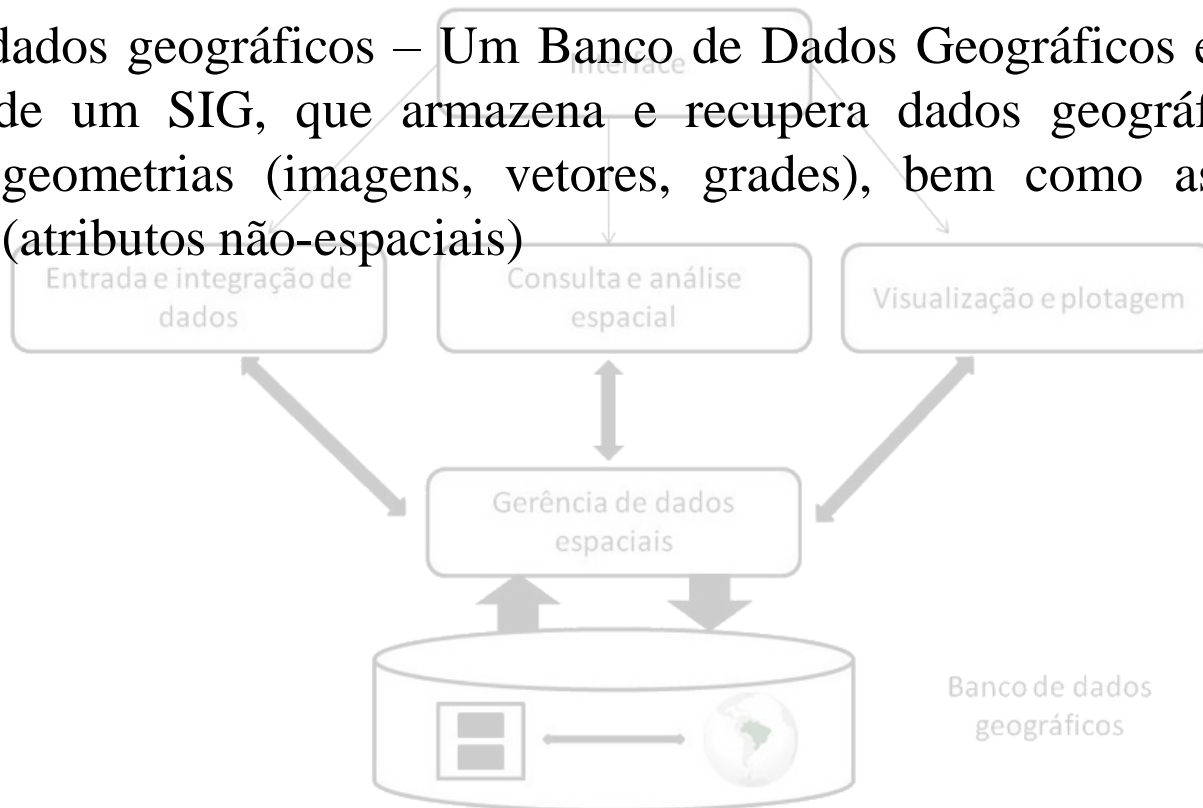 dados geográficos – Um Banco de Dados Geográficos
de um SIG, que armazena e recupera dados
geometrias (imagens, vetores, grades), bem como
(atributos não-espaciais)
Interface
Entrada e integração de
dados
Consulta e análise
espacial
Visualização e plotagem
Gerência de dados
espaciais
Banco de dados
geográficos